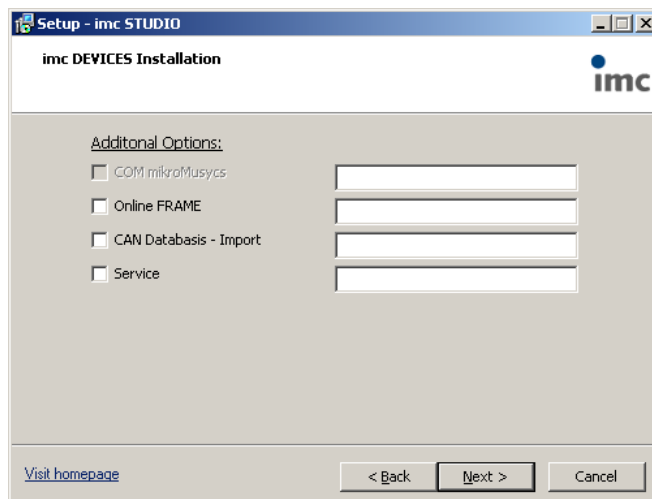 Setup - imc STUDIO
imc DEVICES Installation
imc
Additonal Options:
COM mikroMusycs
Online FRAME
CAN Databasis - Import
Service
Visit homepage
< Back
Next >
Cancel